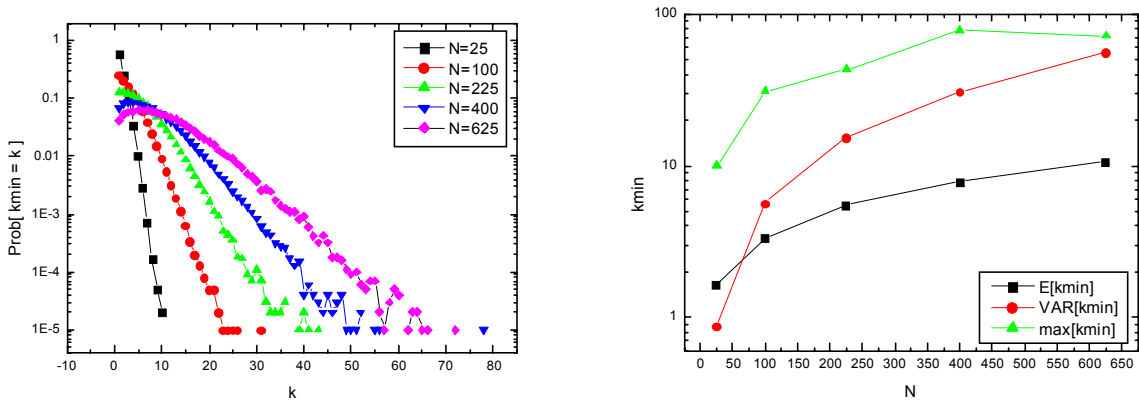 1
0.1
0.01
1E-3
1E-4
1E-5
Prob[ kmin = k ]
-10 0 10 20 30 40 50 60 70 80
k
N=25
N=100
N=225
N=400
N=625
100
10
1
kmin
0 50 100 150 200 250 300 350 400 450 500 550 600 650
N
E[kmin]
VAR[kmin]
max[kmin]